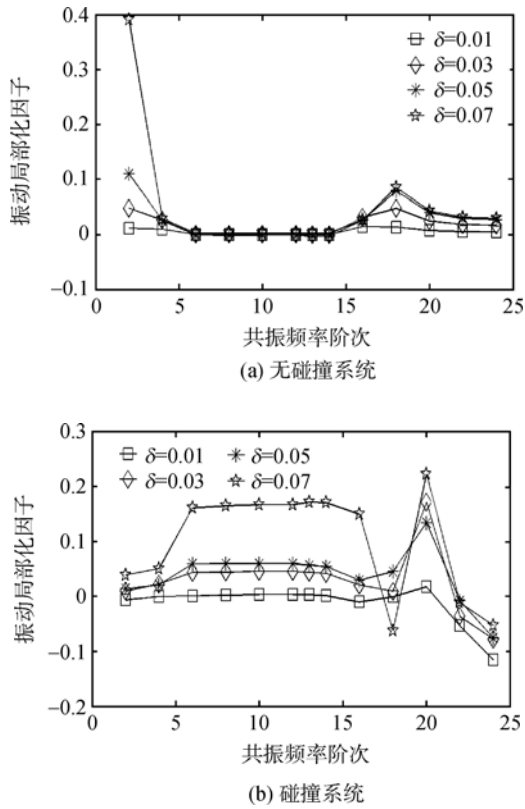 0.4
0.3
0.2
0.1
0
−0.1
振动局部化因子
δ=0.01
δ=0.03
δ=0.05
δ=0.07
0 5 10 15 20 25
共振频率阶次
(a) 无碰撞系统
0.3
0.2
0.1
0
−0.1
−0.2
振动局部化因子
δ=0.01 δ=0.05
δ=0.03 δ=0.07
0 5 10 15 20 25
共振频率阶次
(b) 碰撞系统